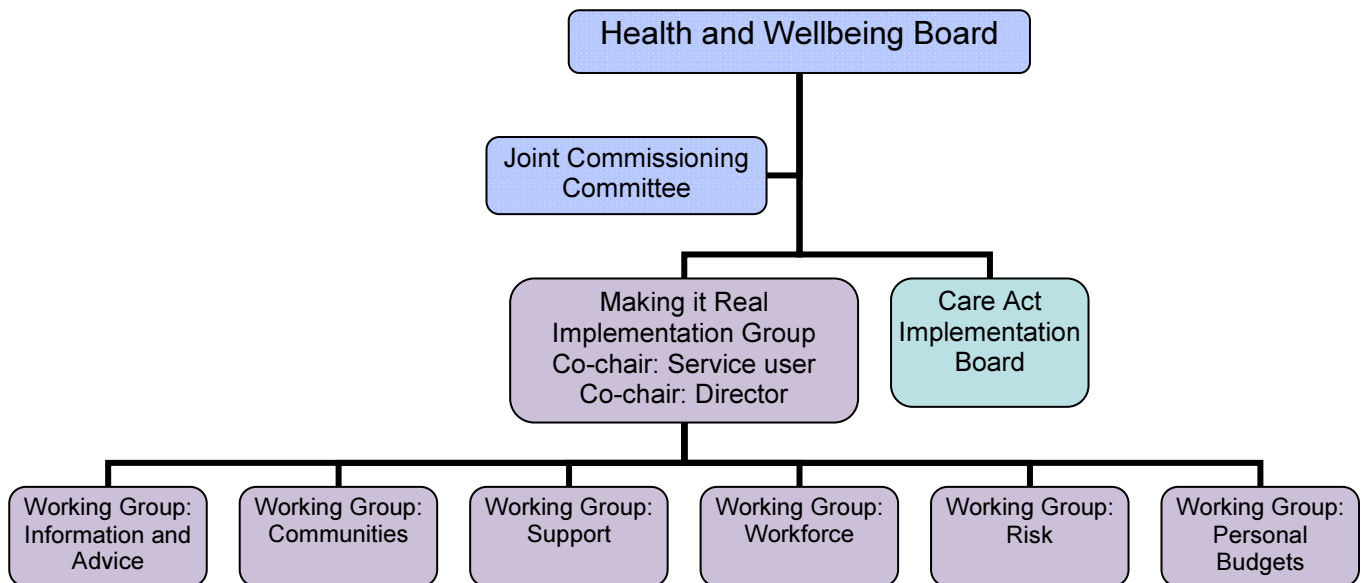 Health and Wellbeing Board
Joint Commissioning
Committee
Making it Real
Implementation Group
Co-chair: Service user
Co-chair: Director
Care Act
Implementation
Board
Working Group:
Information and
Advice
Working Group:
Communities
Working Group:
Support
Working Group:
Workforce
Working Group:
Risk
Working Group:
Personal
Budgets